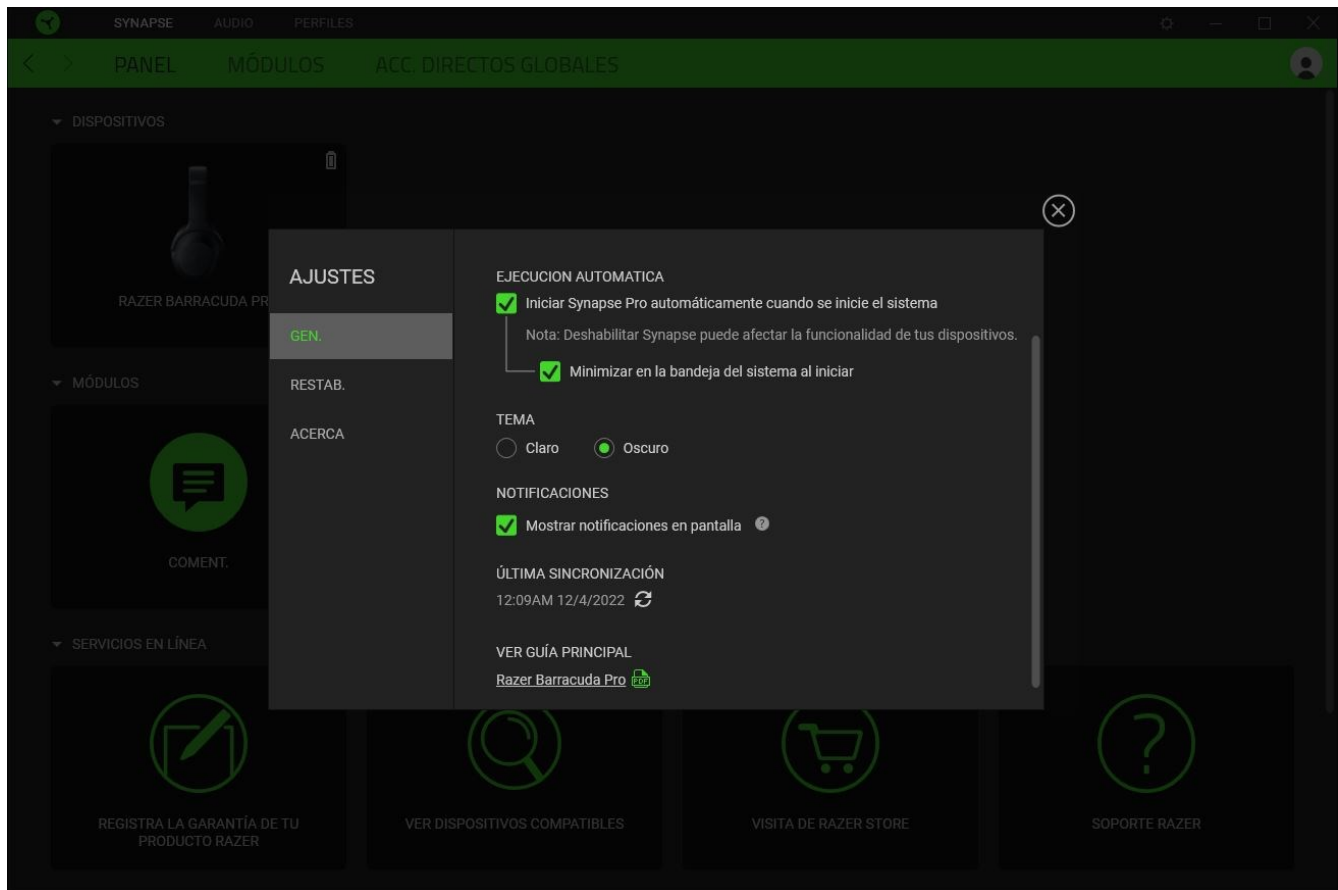 SYNAPSE AUDIO PERFILES
PANEL MÓDULOS ACC. DIRECTOS GLOBALES
DISPOSITIVOS
RAZER BARRACUDA PR
MÓDULOS
COMENT.
AJUSTES
GEN.
RESTAB.
ACERCA
EJECUCION AUTOMATICA
Iniciar Synapse Pro automáticamente cuando se inicie el sistema
Nota: Deshabilitar Synapse puede afectar la funcionalidad de tus dispositivos.
Minimizar en la bandeja del sistema al iniciar
TEMA
Claro Oscuro
NOTIFICACIONES
Mostrar notificaciones en pantalla ?
ÚLTIMA SINCRONIZACIÓN
12:09AM 12/4/2022
VER GUÍA PRINCIPAL
Razer Barracuda Pro PDF
SERVICIOS EN LÍNEA
REGISTRA LA GARANTÍA DE TU
PRODUCTO RAZER
VER DISPOSITIVOS COMPATIBLES
VISITA DE RAZER STORE
SOPORTE RAZER